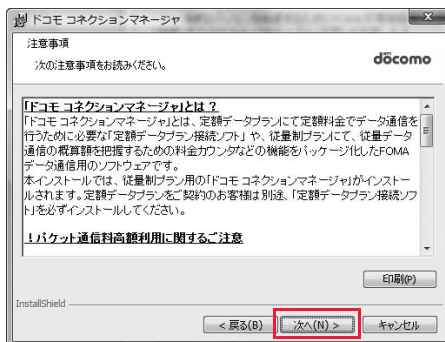 ドコモ コネクションマネージャ
注意事項
次の注意事項をお読みください。
döcomo
「ドコモ コネクションマネージャ」とは ?
「ドコモ コネクションマネージャ」とは、定額データプランにて定額料金でデータ通信を
行うために必要な「定額データプラン接続ソフト」 や、従量制プランにて、従量データ
通信の概算額を把握するための料金カウンタなどの機能をパッケージ化したFOMA
データ通信用のソフトウェアです。
本インストールでは、従量制プラン用の「ドコモ コネクションマネージャ」がインストー
ルされます。定額データプランをご契約のお客様は別途、「定額データプラン接続ソフ
ト」を必ずインストールしてください。
！パケット通信料高額利用に関するご注意
印刷(P)
InstallShield
< 戻る(B)
次へ(N) >
キャンセル